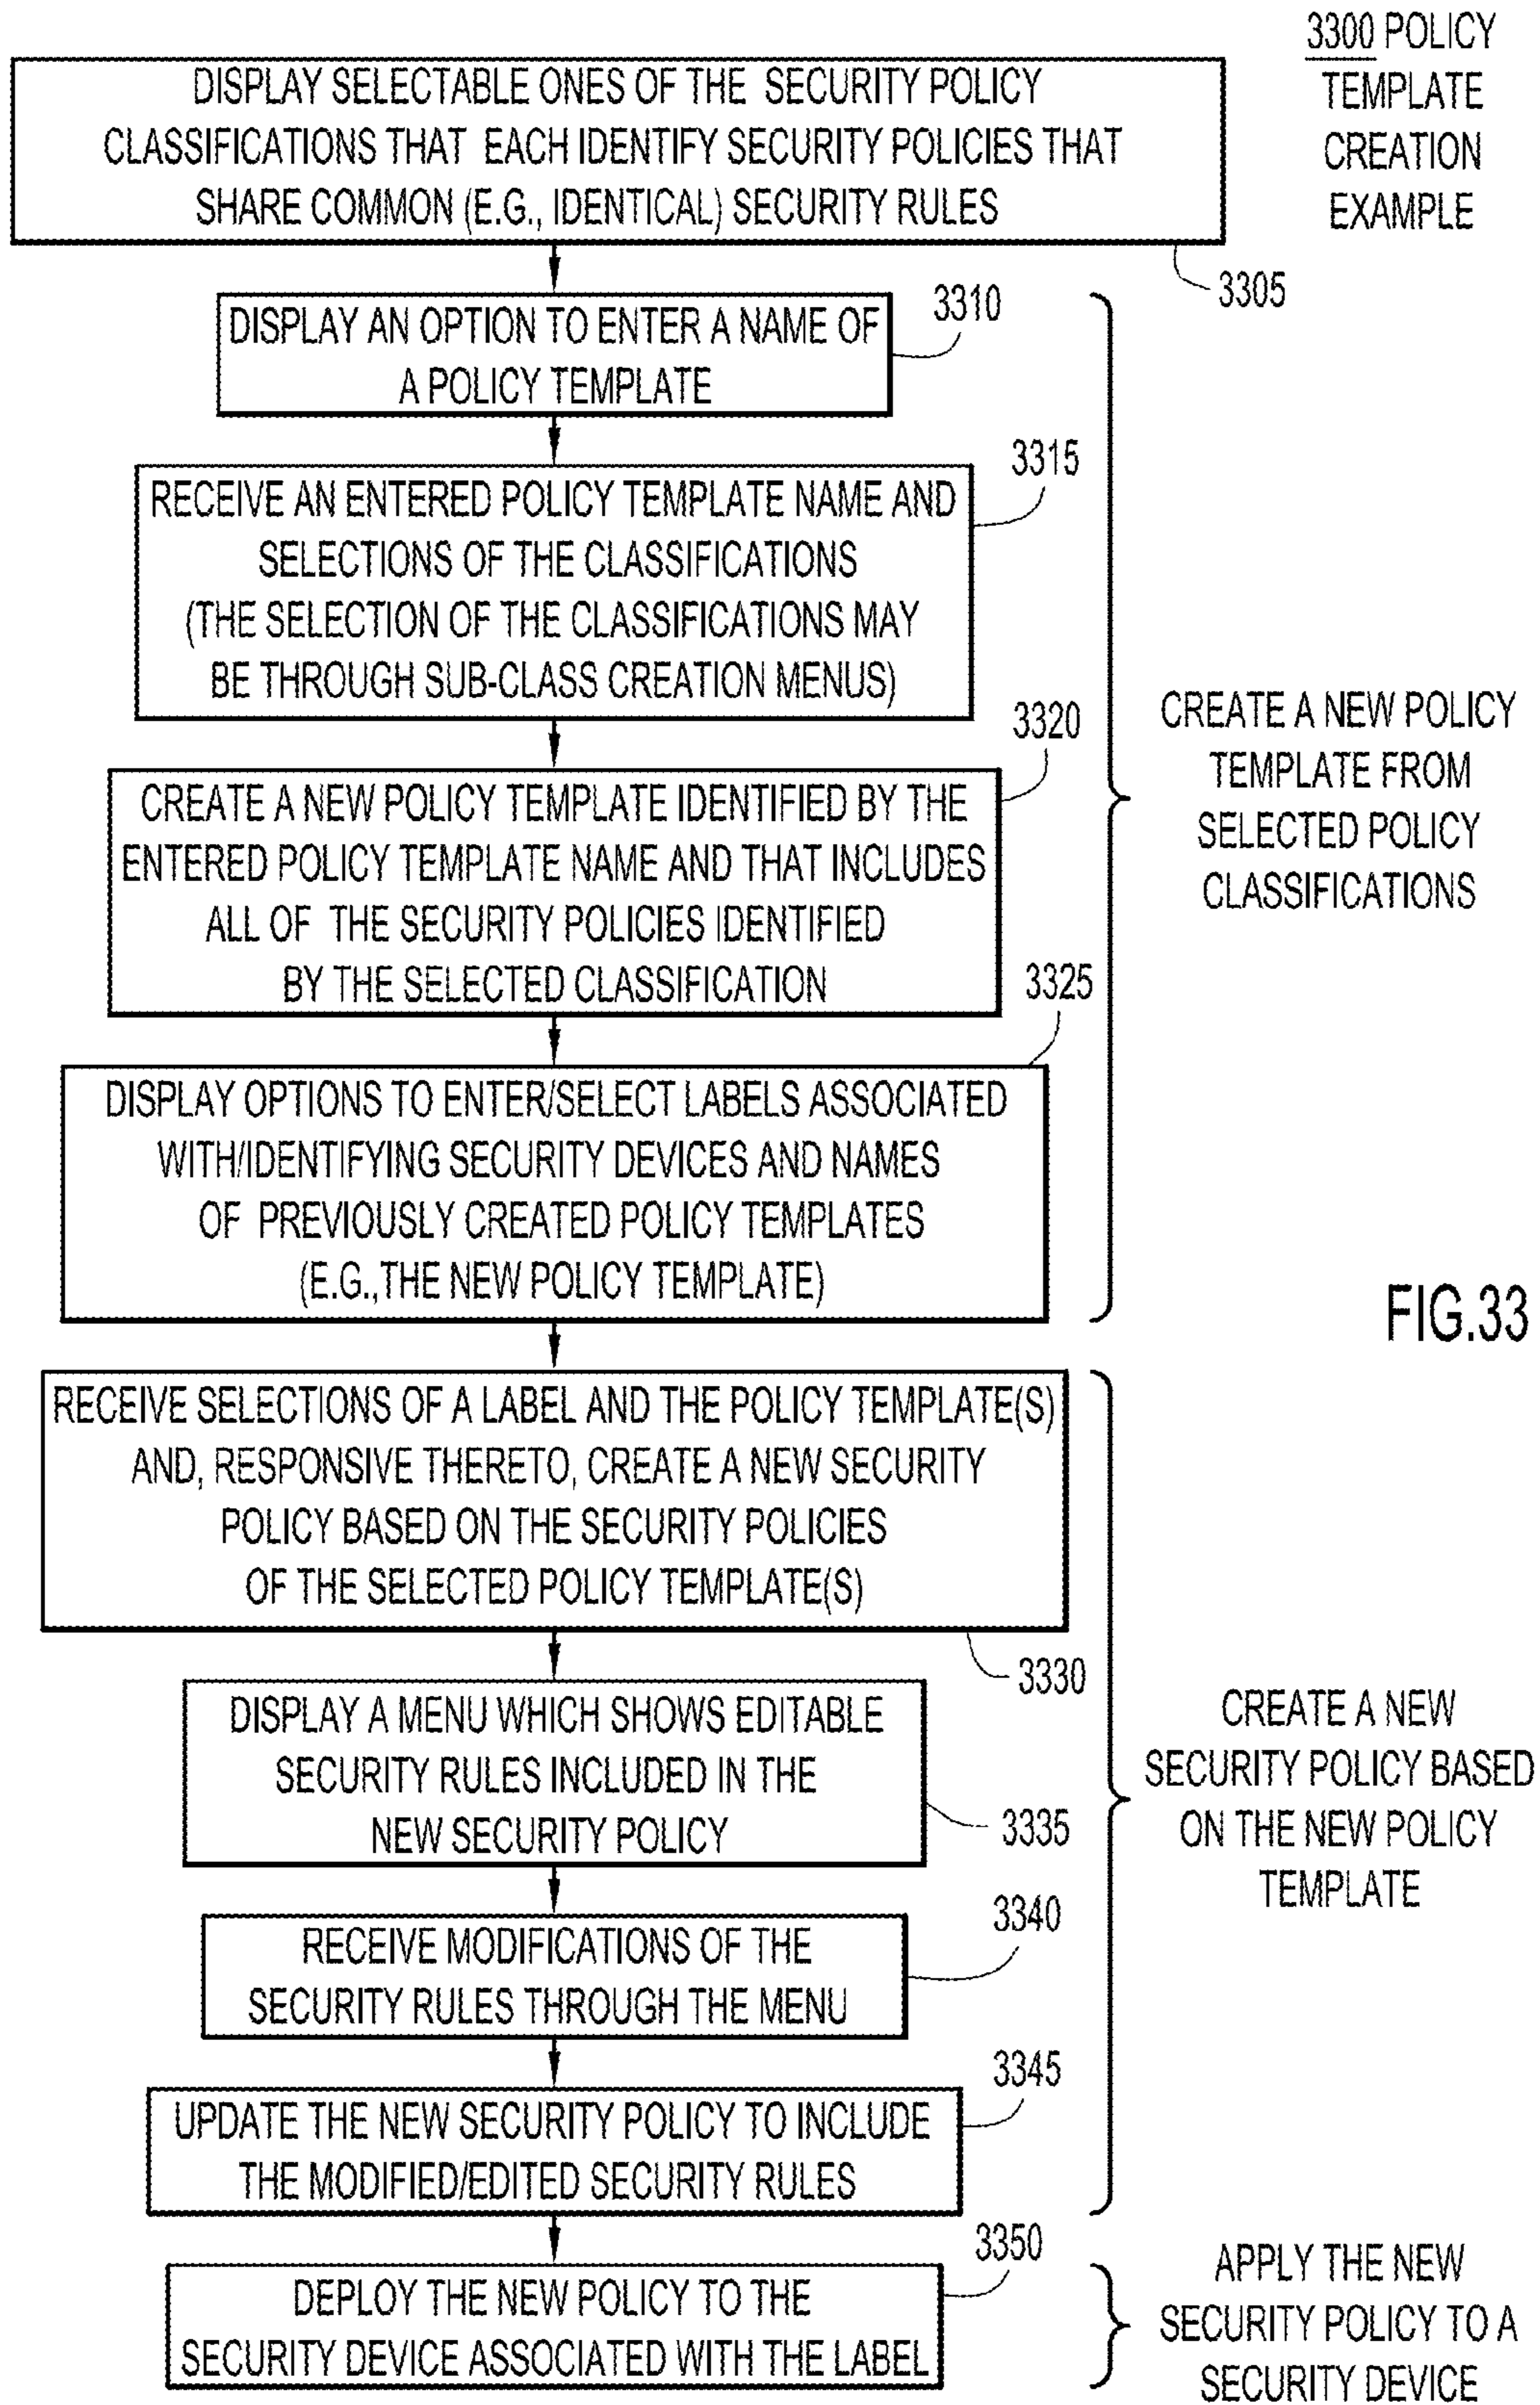 3300 POLICY
TEMPLATE
CREATION
EXAMPLE
DISPLAY SELECTABLE ONES OF THE SECURITY POLICY
CLASSIFICATIONS THAT EACH IDENTIFY SECURITY POLICIES THAT
SHARE COMMON (E.G., IDENTICAL) SECURITY RULES
3305
DISPLAY AN OPTION TO ENTER A NAME OF
A POLICY TEMPLATE
3310
RECEIVE AN ENTERED POLICY TEMPLATE NAME AND
SELECTIONS OF THE CLASSIFICATIONS
(THE SELECTION OF THE CLASSIFICATIONS MAY
BE THROUGH SUB-CLASS CREATION MENUS)
3315
CREATE A NEW POLICY TEMPLATE IDENTIFIED BY THE
ENTERED POLICY TEMPLATE NAME AND THAT INCLUDES
ALL OF THE SECURITY POLICIES IDENTIFIED
BY THE SELECTED CLASSIFICATION
3320
DISPLAY OPTIONS TO ENTER/SELECT LABELS ASSOCIATED
WITH/IDENTIFYING SECURITY DEVICES AND NAMES
OF PREVIOUSLY CREATED POLICY TEMPLATES
(E.G.,THE NEW POLICY TEMPLATE)
3325
CREATE A NEW POLICY
TEMPLATE FROM
SELECTED POLICY
CLASSIFICATIONS
FIG.33
RECEIVE SELECTIONS OF A LABEL AND THE POLICY TEMPLATE(S)
AND, RESPONSIVE THERETO, CREATE A NEW SECURITY
POLICY BASED ON THE SECURITY POLICIES
OF THE SELECTED POLICY TEMPLATE(S)
3330
DISPLAY A MENU WHICH SHOWS EDITABLE
SECURITY RULES INCLUDED IN THE
NEW SECURITY POLICY
3335
RECEIVE MODIFICATIONS OF THE
SECURITY RULES THROUGH THE MENU
3340
UPDATE THE NEW SECURITY POLICY TO INCLUDE
THE MODIFIED/EDITED SECURITY RULES
3345
CREATE A NEW
SECURITY POLICY BASED
ON THE NEW POLICY
TEMPLATE
DEPLOY THE NEW POLICY TO THE
SECURITY DEVICE ASSOCIATED WITH THE LABEL
3350
APPLY THE NEW
SECURITY POLICY TO A
SECURITY DEVICE